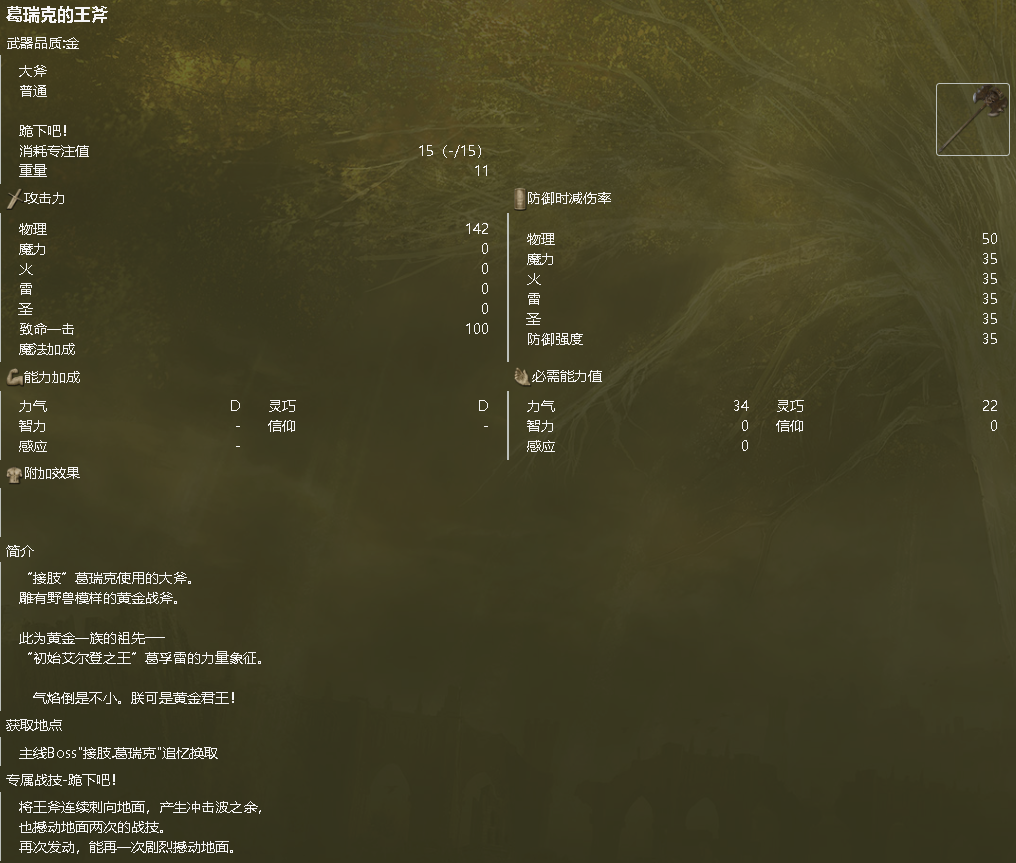 葛瑞克的王斧
武器品质:金
大斧
普通
跪下吧!
消耗专注值 15（-/15）
重量 11
攻击力
物理 142
魔力 0
火 0
雷 0
圣 0
致命一击 100
魔法加成
防御时减伤率
物理 50
魔力 35
火 35
雷 35
圣 35
防御强度 35
能力加成
力气 D 灵巧 D
智力 - 信仰 -
感应 -
必需能力值
力气 34 灵巧 22
智力 0 信仰 0
感应 0
附加效果
简介
“接肢”葛瑞克使用的大斧。
雕有野兽模样的黄金战斧。
此为黄金一族的祖先──
“初始艾尔登之王”葛孚雷的力量象征。
气焰倒是不小。朕可是黄金君王!
获取地点
主线Boss"接肢.葛瑞克"追忆换取
专属战技-跪下吧!
将王斧连续刺向地面，产生冲击波之余，
也撼动地面两次的战技。
再次发动，能再一次剧烈撼动地面。